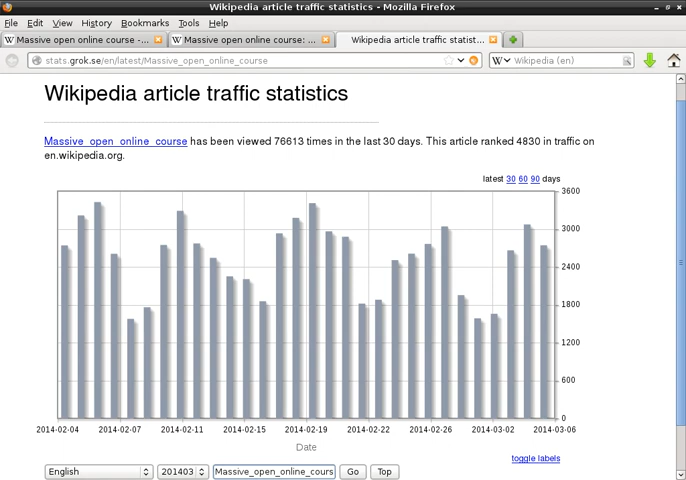 Wikipedia article traffic statistics - Mozilla Firefox
File Edit View History Bookmarks Tools Help
Massive open online course -... Massive open online course: ... Wikipedia article traffic statist...
stats.grok.se/en/latest/Massive_open_online_course Wikipedia (en)
Wikipedia article traffic statistics
Massive_open_online_course has been viewed 76613 times in the last 30 days. This article ranked 4830 in traffic on
en.wikipedia.org.
latest 30 60 90 days
3600
3000
2400
1800
1200
600
0
2014-02-04 2014-02-07 2014-02-11 2014-02-15 2014-02-19 2014-02-22 2014-02-26 2014-03-02 2014-03-06
Date
toggle labels
English 201403 Massive_open_online_cours Go Top